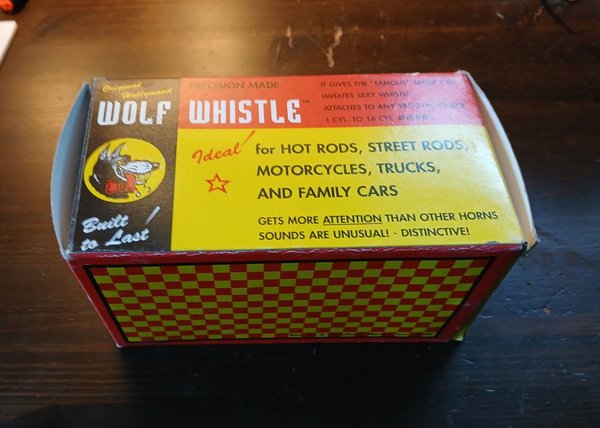 Original
Hollywood
WOLF WHISTLE™
Built
to Last
PRECISION MADE
IT GIVES THE "FAMOUS" WOLF CALL
IMITATES SEXY WHISTLE
ATTACHES TO ANY VACUUM SOURCE
1 CYL. TO 16 CYL. ENGINES
Ideal
for HOT RODS, STREET RODS,
MOTORCYCLES, TRUCKS,
AND FAMILY CARS
GETS MORE ATTENTION THAN OTHER HORNS
SOUNDS ARE UNUSUAL! - DISTINCTIVE!